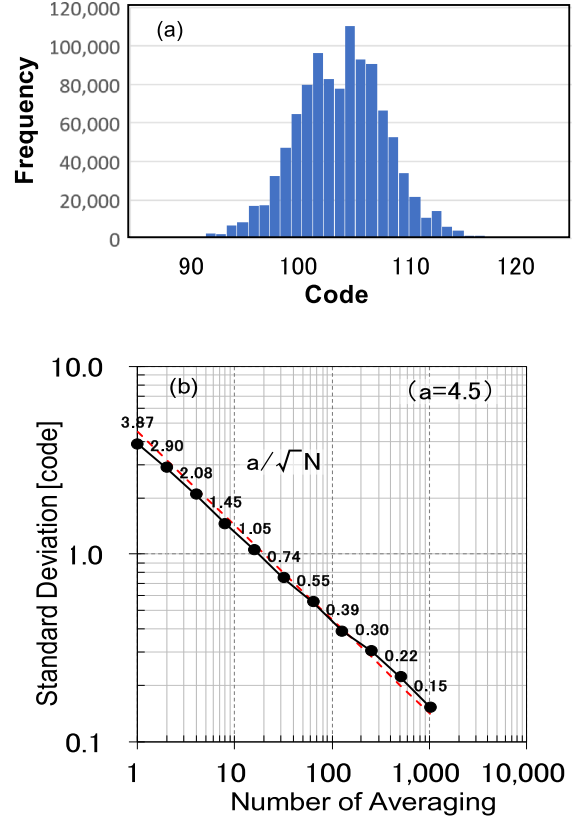 120,000
(a)
100,000
80,000
60,000
40,000
20,000
0
Frequency
90 100 110 120
Code
10.0
(b)
(a=4.5)
3.87
2.90
2.08
a/√N
1.45
1.05
1.0
0.74
0.55
0.39
0.30
0.22
0.15
0.1
Standard Deviation [code]
1 10 100 1,000 10,000
Number of Averaging